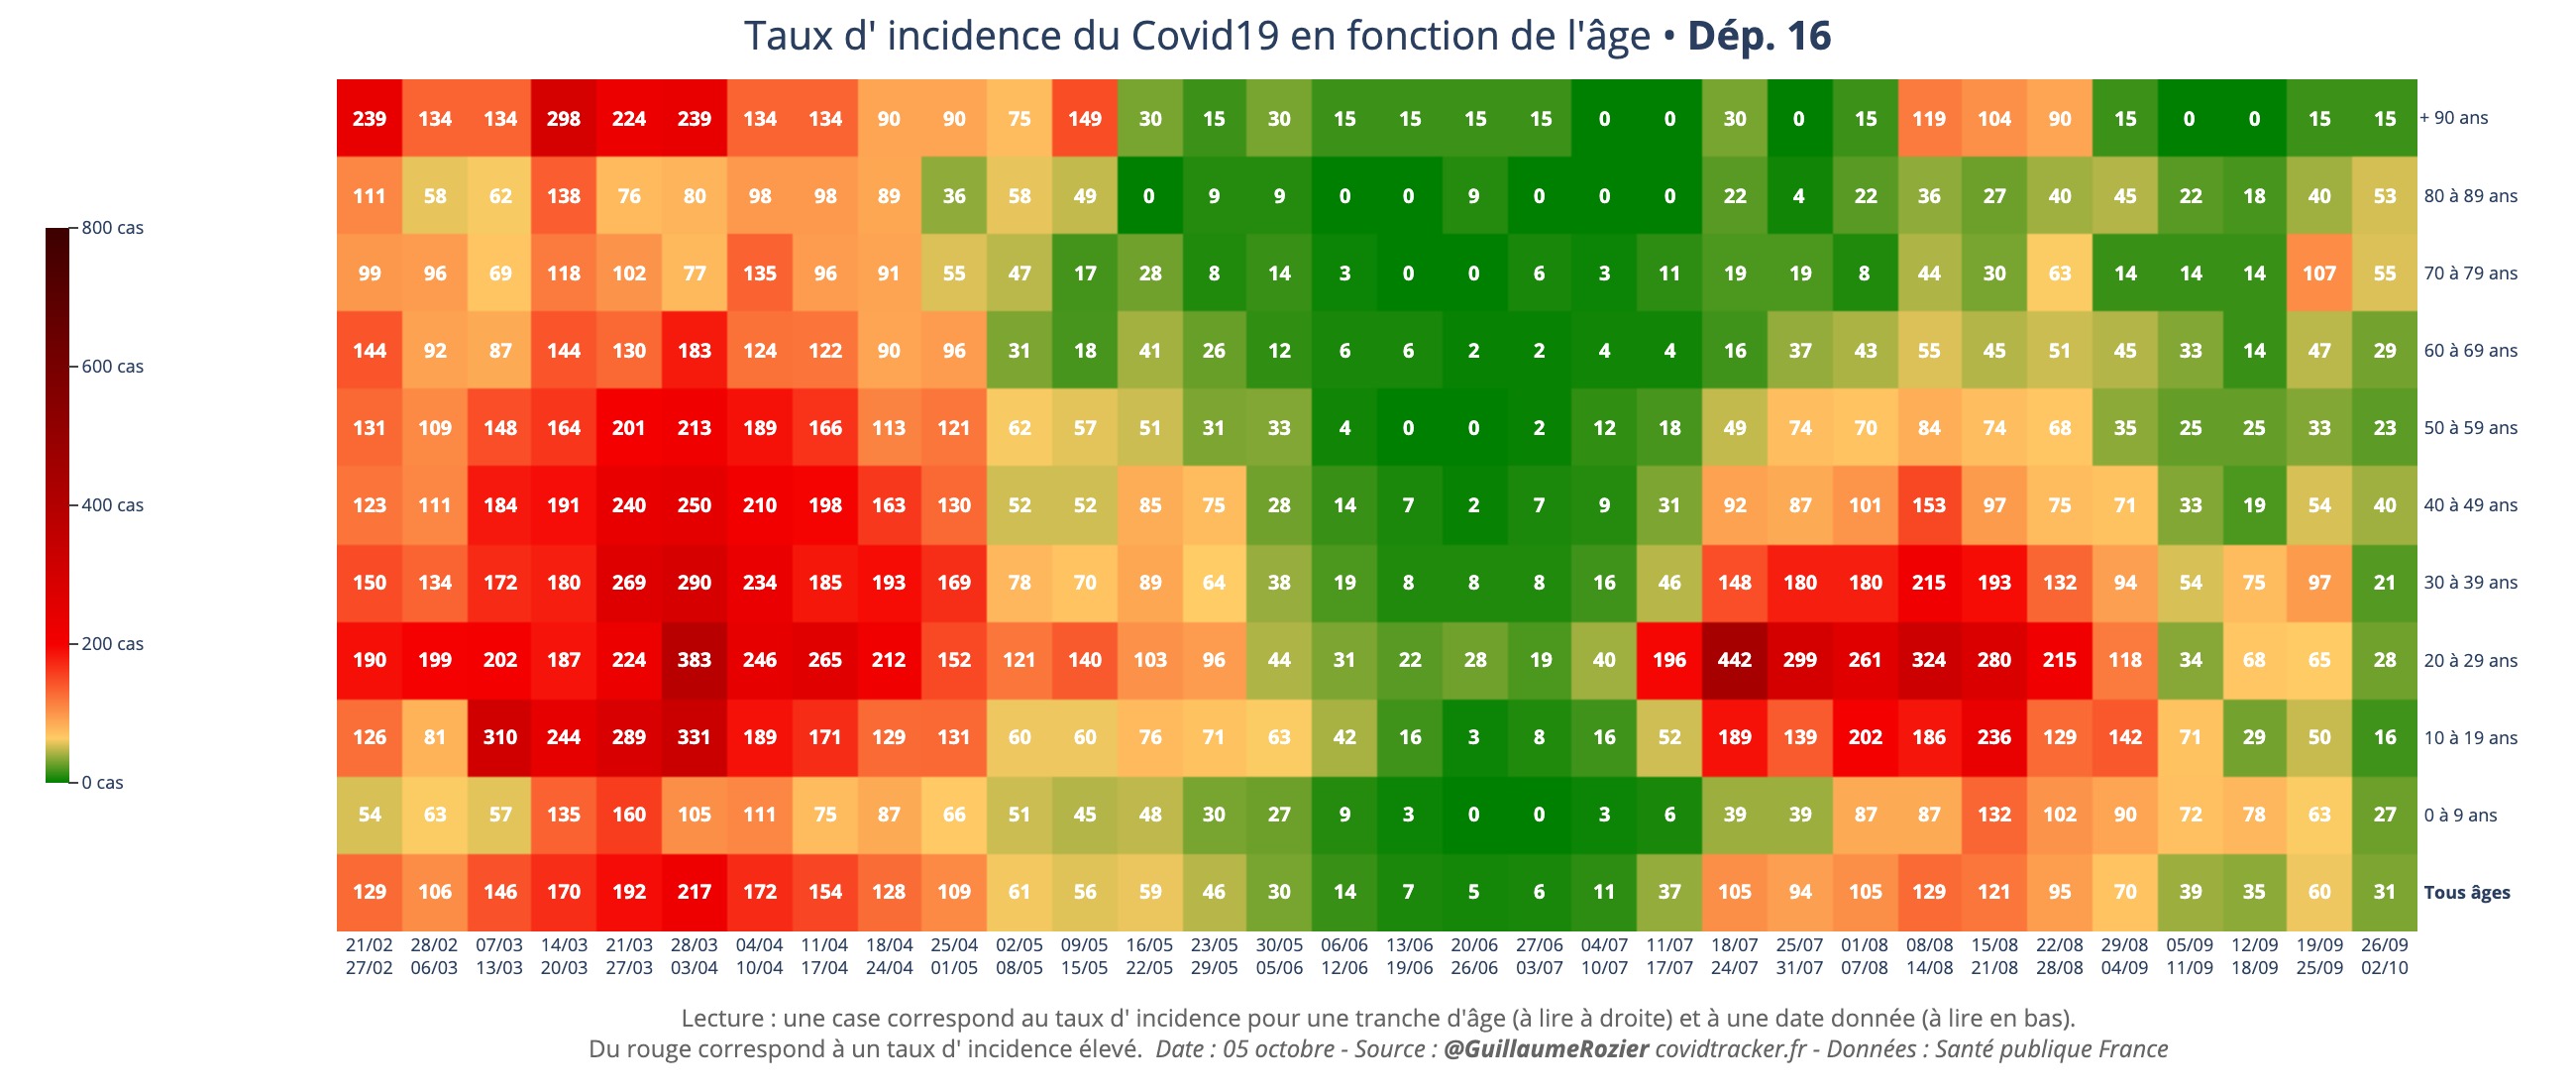 Taux d' incidence du Covid19 en fonction de l'âge • Dép. 16
239 134 134 298 224 239 134 134 90 90 75 149 30 15 30 15 15 15 15 0 0 30 0 15 119 104 90 15 0 0 15 15 + 90 ans
111 58 62 138 76 80 98 98 89 36 58 49 0 9 9 0 0 9 0 0 0 22 4 22 36 27 40 45 22 18 40 53 80 à 89 ans
99 96 69 118 102 77 135 96 91 55 47 17 28 8 14 3 0 0 6 3 11 19 19 8 44 30 63 14 14 14 107 55 70 à 79 ans
144 92 87 144 130 183 124 122 90 96 31 18 41 26 12 6 6 2 2 4 4 16 37 43 55 45 51 45 33 14 47 29 60 à 69 ans
131 109 148 164 201 213 189 166 113 121 62 57 51 31 33 4 0 0 2 12 18 49 74 70 84 74 68 35 25 25 33 23 50 à 59 ans
123 111 184 191 240 250 210 198 163 130 52 52 85 75 28 14 7 2 7 9 31 92 87 101 153 97 75 71 33 19 54 40 40 à 49 ans
150 134 172 180 269 290 234 185 193 169 78 70 89 64 38 19 8 8 8 16 46 148 180 180 215 193 132 94 54 75 97 21 30 à 39 ans
190 199 202 187 224 383 246 265 212 152 121 140 103 96 44 31 22 28 19 40 196 442 299 261 324 280 215 118 34 68 65 28 20 à 29 ans
126 81 310 244 289 331 189 171 129 131 60 60 76 71 63 42 16 3 8 16 52 189 139 202 186 236 129 142 71 29 50 16 10 à 19 ans
54 63 57 135 160 105 111 75 87 66 51 45 48 30 27 9 3 0 0 3 6 39 39 87 87 132 102 90 72 78 63 27 0 à 9 ans
129 106 146 170 192 217 172 154 128 109 61 56 59 46 30 14 7 5 6 11 37 105 94 105 129 121 95 70 39 35 60 31 Tous âges
21/02 28/02 07/03 14/03 21/03 28/03 04/04 11/04 18/04 25/04 02/05 09/05 16/05 23/05 30/05 06/06 13/06 20/06 27/06 04/07 11/07 18/07 25/07 01/08 08/08 15/08 22/08 29/08 05/09 12/09 19/09 26/09
27/02 06/03 13/03 20/03 27/03 03/04 10/04 17/04 24/04 01/05 08/05 15/05 22/05 29/05 05/06 12/06 19/06 26/06 03/07 10/07 17/07 24/07 31/07 07/08 14/08 21/08 28/08 04/09 11/09 18/09 25/09 02/10
800 cas
600 cas
400 cas
200 cas
0 cas
Lecture : une case correspond au taux d' incidence pour une tranche d'âge (à lire à droite) et à une date donnée (à lire en bas).
Du rouge correspond à un taux d' incidence élevé. Date : 05 octobre - Source : @GuillaumeRozier covidtracker.fr - Données : Santé publique France